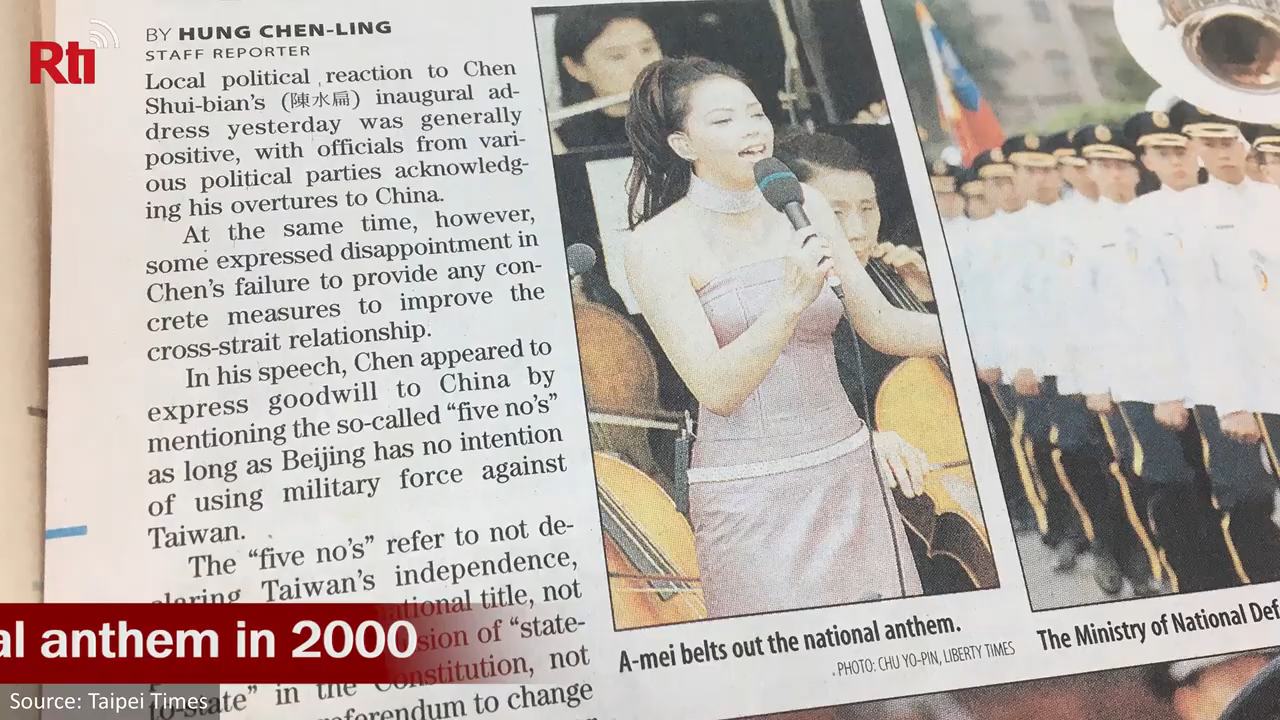 Rti
BY HUNG CHEN-LING
STAFF REPORTER
Local political reaction to Chen
Shui-bian's (陳水扁) inaugural ad-
dress yesterday was generally
positive, with officials from vari-
ous political parties acknowledg-
ing his overtures to China.
At the same time, however,
some expressed disappointment in
Chen's failure to provide any con-
crete measures to improve the
cross-strait relationship.
In his speech, Chen appeared to
express goodwill to China by
mentioning the so-called "five no's"
as long as Beijing has no intention
of using military force against
Taiwan.
The "five no's" refer to not de-
claring Taiwan's independence,
ational title, not
sion of "state-
to-state" in the Constitution, not
referendum to change
A-mei belts out the national anthem.
PHOTO: CHU YO-PIN, LIBERTY TIMES
The Ministry of National Def
al anthem in 2000
Source: Taipei Times